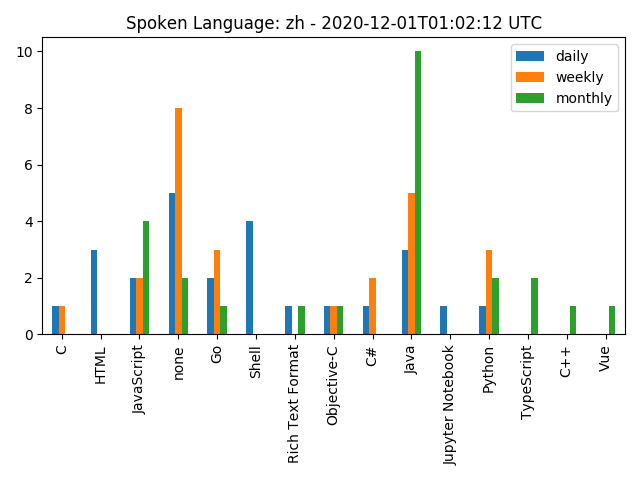 Spoken Language: zh - 2020-12-01T01:02:12 UTC
daily
weekly
monthly
10
8
6
4
2
0
C
HTML
JavaScript
none
Go
Shell
Rich Text Format
Objective-C
C#
Java
Jupyter Notebook
Python
TypeScript
C++
Vue